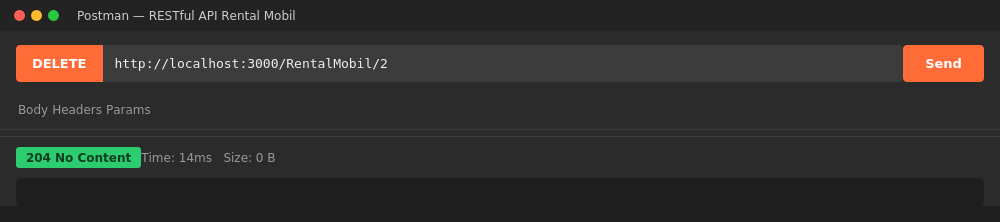 Postman — RESTful API Rental Mobil
DELETE http://localhost:3000/RentalMobil/2 Send
Body Headers Params
204 No Content Time: 14ms Size: 0 B